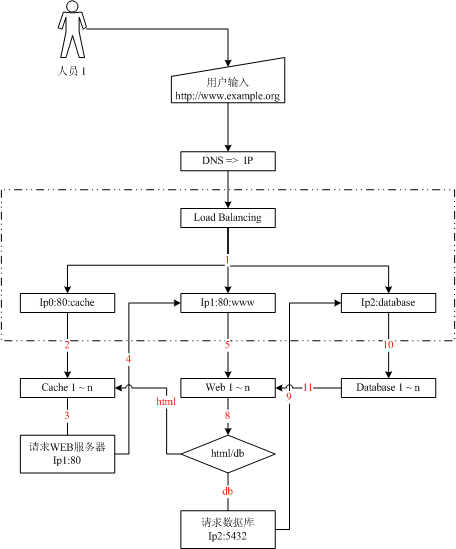 人员 1
用户输入
http://www.example.org
DNS => IP
Load Balancing
1
Ip0:80:cache
Ip1:80:www
Ip2:database
2
4
5
10
Cache 1 ~ n
Web 1 ~ n
11
Database 1 ~ n
html
9
3
8
请求WEB服务器
Ip1:80
html/db
db
请求数据库
Ip2:5432